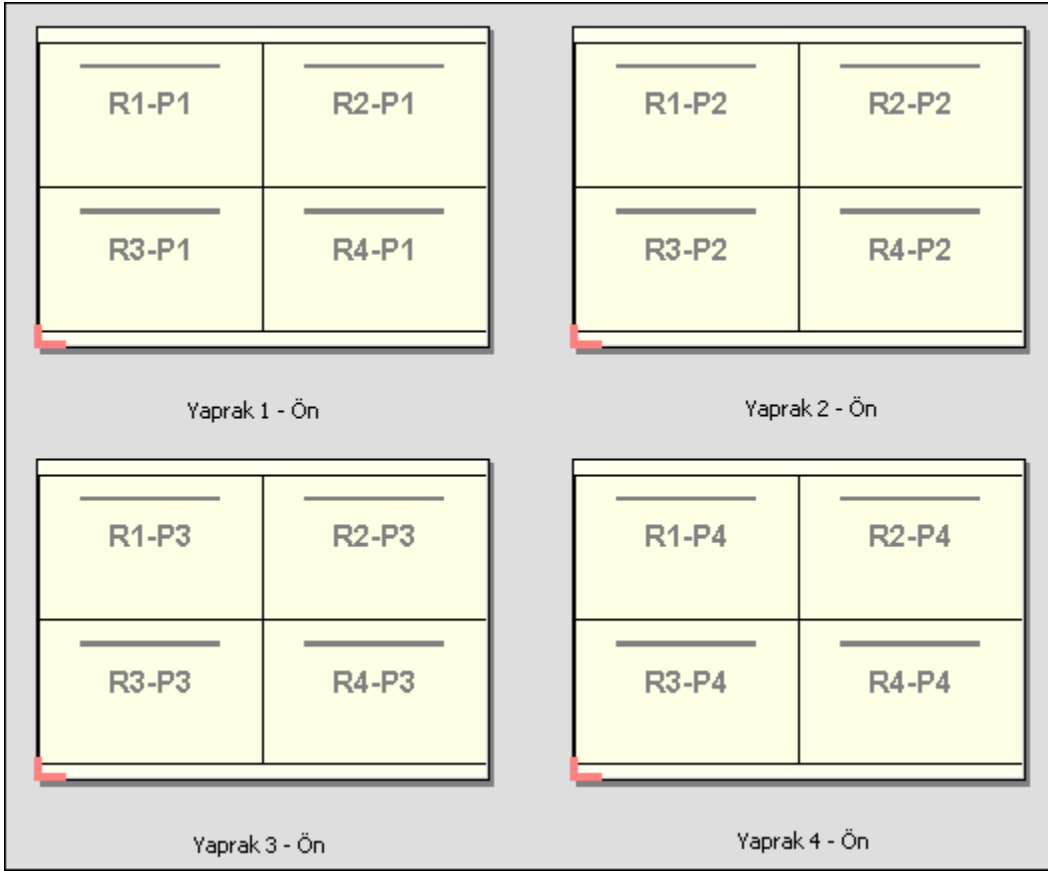 R1-P1 R2-P1
R3-P1 R4-P1
Yaprak 1 - Ön
R1-P2 R2-P2
R3-P2 R4-P2
Yaprak 2 - Ön
R1-P3 R2-P3
R3-P3 R4-P3
Yaprak 3 - Ön
R1-P4 R2-P4
R3-P4 R4-P4
Yaprak 4 - Ön